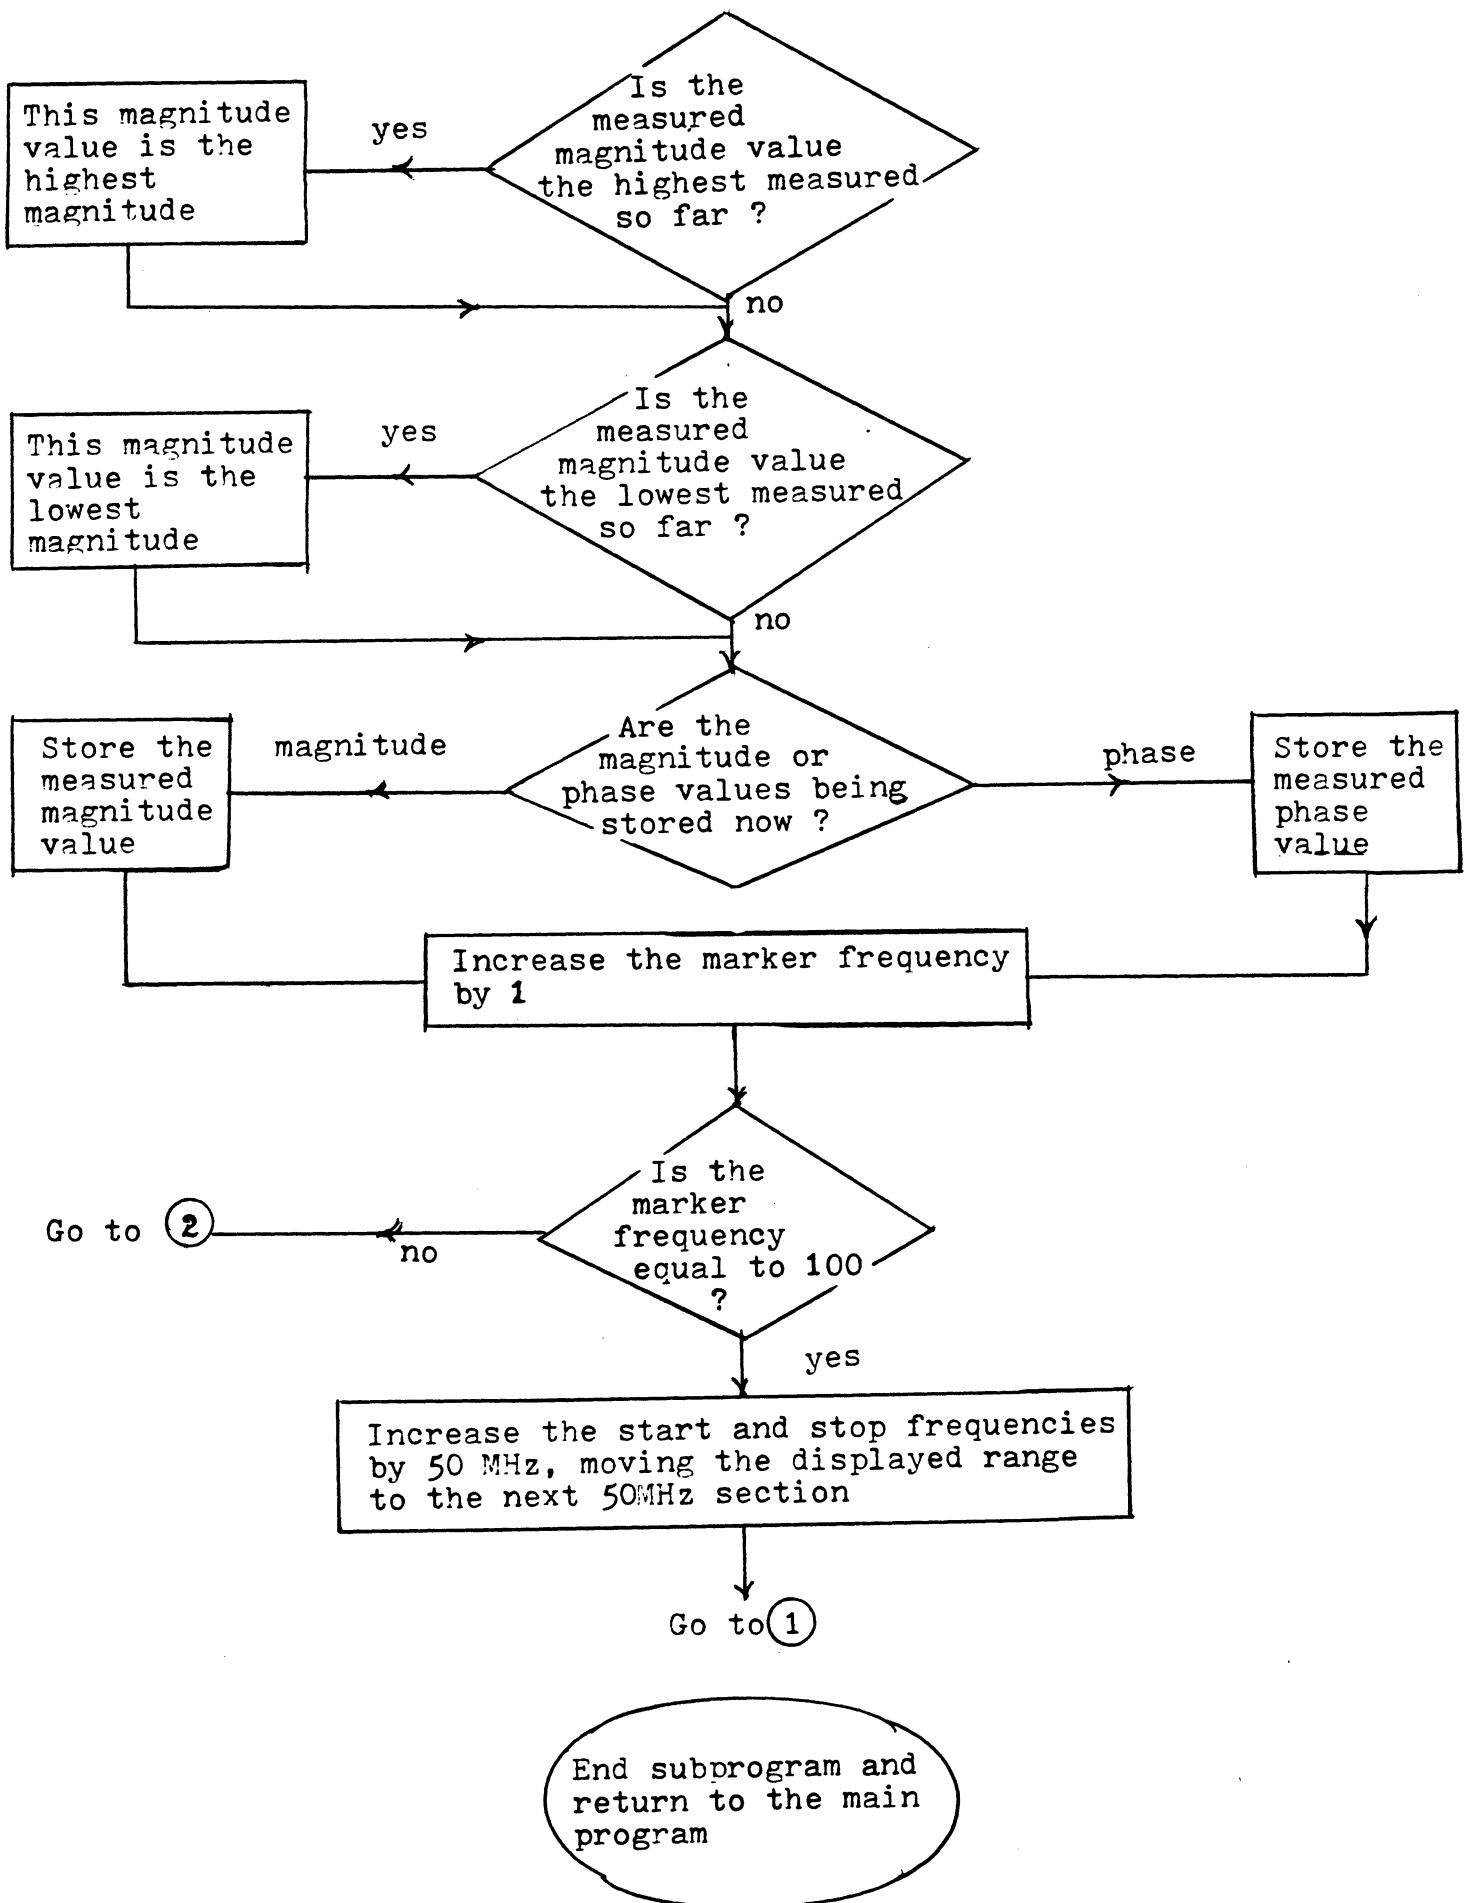 Is the
measured
magnitude value
the highest measured
so far ?
yes
This magnitude
value is the
highest
magnitude
no
Is the
measured
magnitude value
the lowest measured
so far ?
yes
This magnitude
value is the
lowest
magnitude
no
Are the
magnitude or
phase values being
stored now ?
magnitude
Store the
measured
magnitude
value
phase
Store the
measured
phase
value
Increase the marker frequency
by 1
Is the
marker
frequency
equal to 100
?
no
Go to 2
yes
Increase the start and stop frequencies
by 50 MHz, moving the displayed range
to the next 50MHz section
Go to 1
End subprogram and
return to the main
program